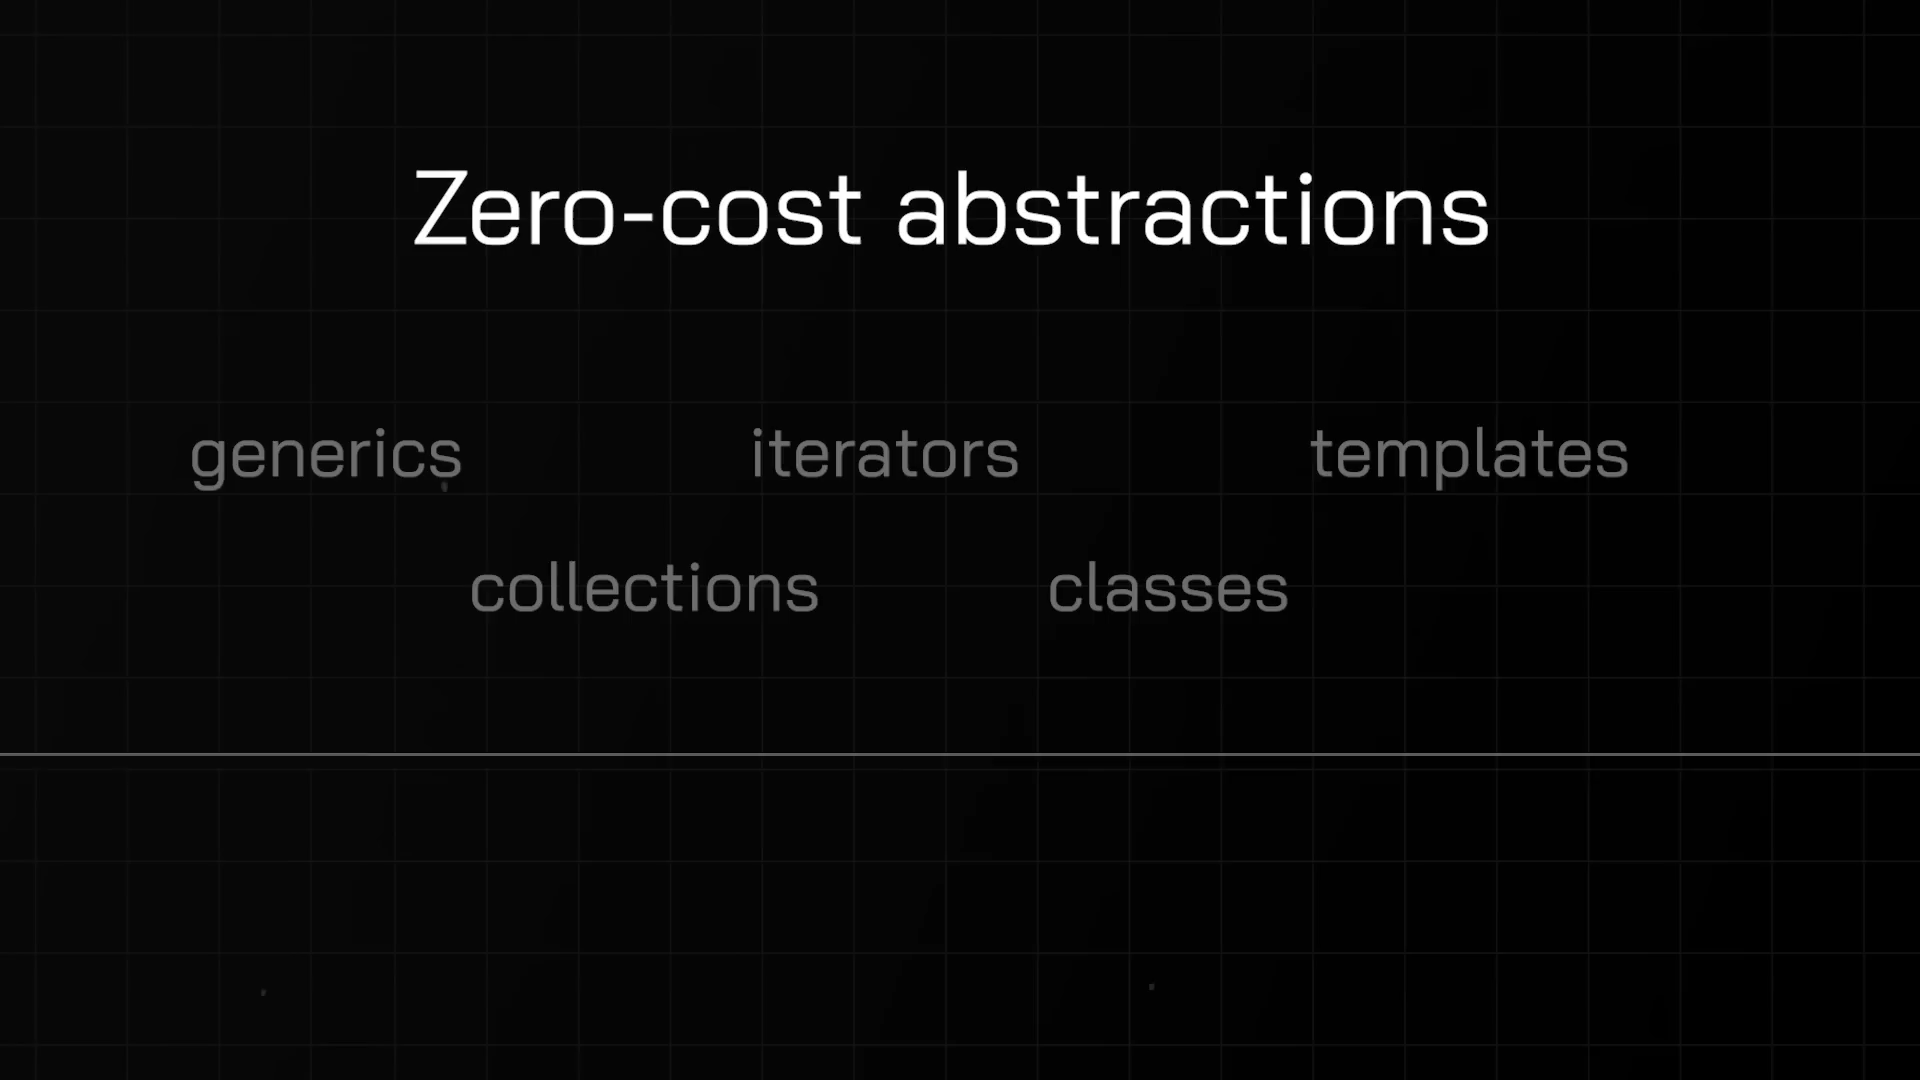 Zero-cost abstractions
generics iterators templates
collections classes